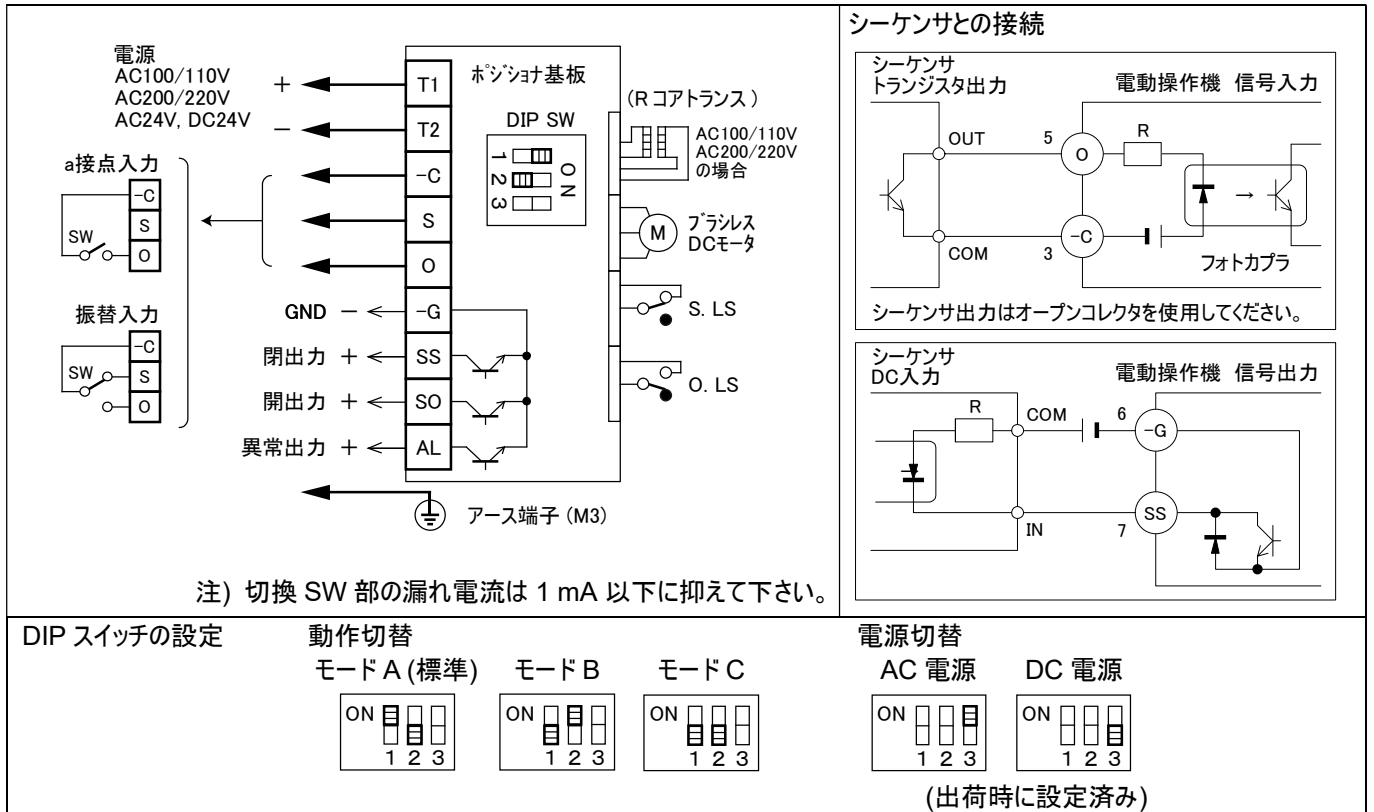 電源
AC100/110V
AC200/220V
AC24V, DC24V
+
−
a接点入力
-C
S
O
SW
振替入力
-C
S
O
SW
T1
T2
-C
S
O
-G
SS
SO
AL
GND −
閉出力 +
開出力 +
異常出力 +
ポジショナ基板
DIP SW
1
2
3
ON
(Rコアトランス)
AC100/110V
AC200/220V
の場合
M
ブラシレス
DCモータ
S. LS
O. LS
アース端子 (M3)
注) 切換 SW 部の漏れ電流は 1 mA 以下に抑えて下さい。
シーケンサとの接続
シーケンサ
トランジスタ出力
電動操作機 信号入力
OUT
5
O
R
→
COM
3
-C
フォトカプラ
シーケンサ出力はオープンコレクタを使用してください。
シーケンサ
DC入力
電動操作機 信号出力
R
COM
6
-G
IN
7
SS
DIP スイッチの設定
動作切替
モード A (標準) モード B モード C
ON
1 2 3
ON
1 2 3
ON
1 2 3
電源切替
AC 電源 DC 電源
ON
1 2 3
ON
1 2 3
(出荷時に設定済み)